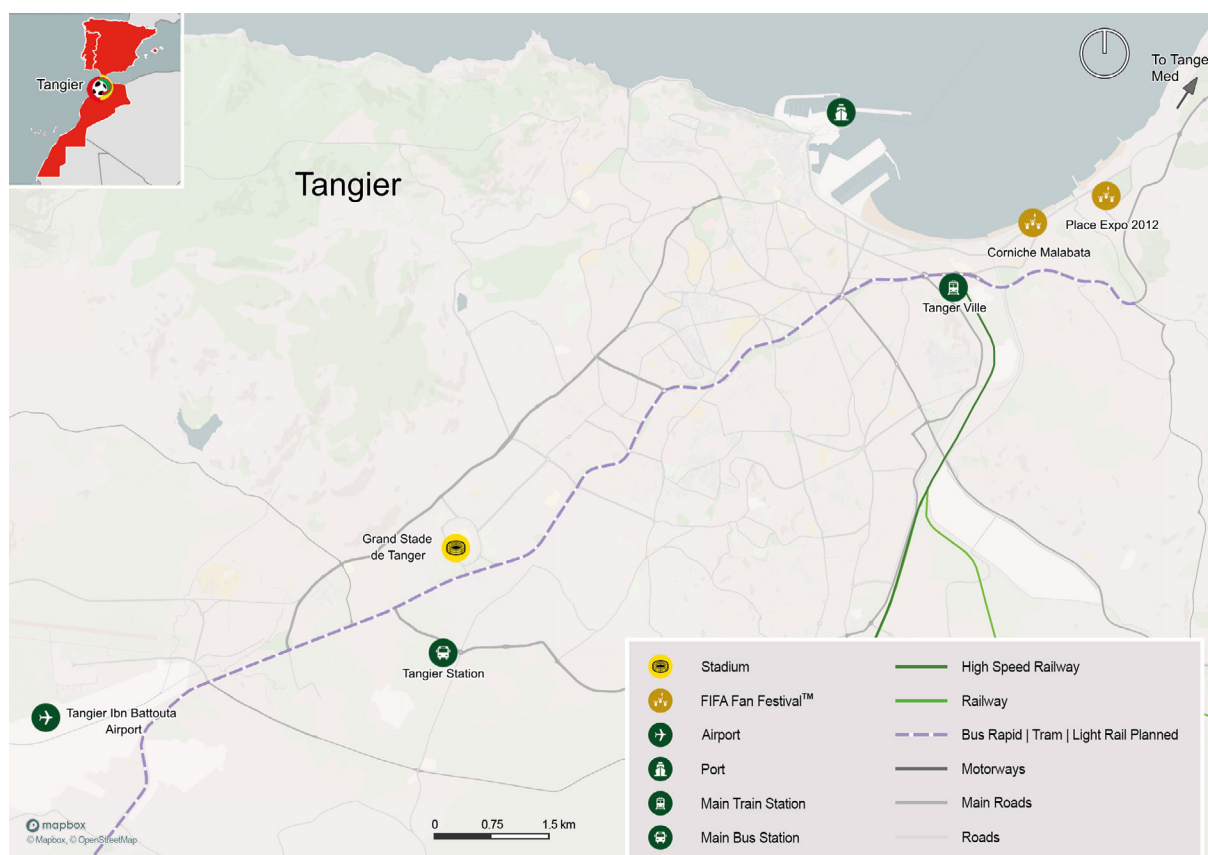 Tangier
To Tange
Med
Tangier
Place Expo 2012
Corniche Malabata
Tanger Ville
Grand Stade
de Tanger
Tangier Station
Tangier Ibn Battouta
Airport
Stadium
FIFA Fan Festival™
Airport
Port
Main Train Station
Main Bus Station
High Speed Railway
Railway
Bus Rapid | Tram | Light Rail Planned
Motorways
Main Roads
Roads
0 0.75 1.5 km
mapbox
© Mapbox, © OpenStreetMap